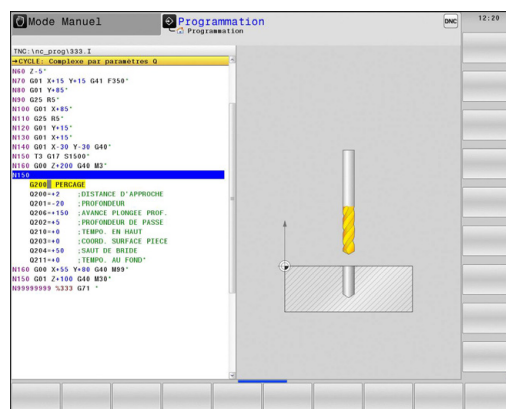 Mode Manuel
Programmation
Programmation
DNC
12:20
TNC:\nc_prog\333.I
→CYCLE: Complexe par paramètres Q
N60 Z-5*
N70 G01 X+15 Y+15 G41 F350*
N80 G01 Y+85*
N90 G25 R5*
N100 G01 X+85*
N110 G25 R5*
N120 G01 Y+15*
N130 G01 X+15*
N140 G01 X-30 Y-30 G40*
N150 T3 G17 S1500*
N160 G00 Z+200 G40 M3*
N150
G200 PERCAGE
Q200=+2 ;DISTANCE D'APPROCHE
Q201=-20 ;PROFONDEUR
Q206=+150 ;AVANCE PLONGEE PROF.
Q202=+5 ;PROFONDEUR DE PASSE
Q210=+0 ;TEMPO. EN HAUT
Q203=+0 ;COORD. SURFACE PIECE
Q204=+50 ;SAUT DE BRIDE
Q211=+0 ;TEMPO. AU FOND*
N160 G00 X+55 Y+80 G40 M99*
N150 G01 Z+100 G40 M30*
N99999999 %333 G71 *